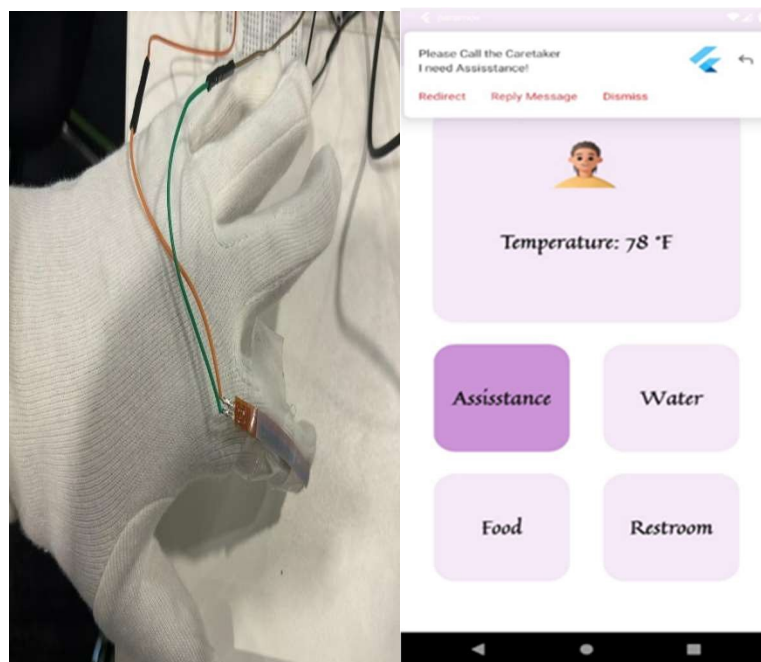 Please Call the Caretaker
I need Assisstance!
Redirect Reply Message Dismiss
Temperature: 78 °F
Assisstance Water
Food Restroom